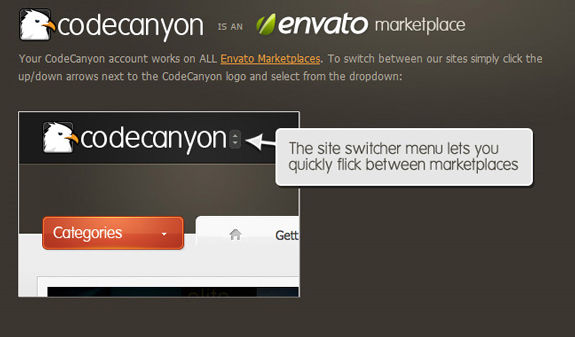 codecanyon IS AN envato marketplace
Your CodeCanyon account works on ALL Envato Marketplaces. To switch between our sites simply click the
up/down arrows next to the CodeCanyon logo and select from the dropdown:
codecanyon
The site switcher menu lets you
quickly flick between marketplaces
Categories
Gett